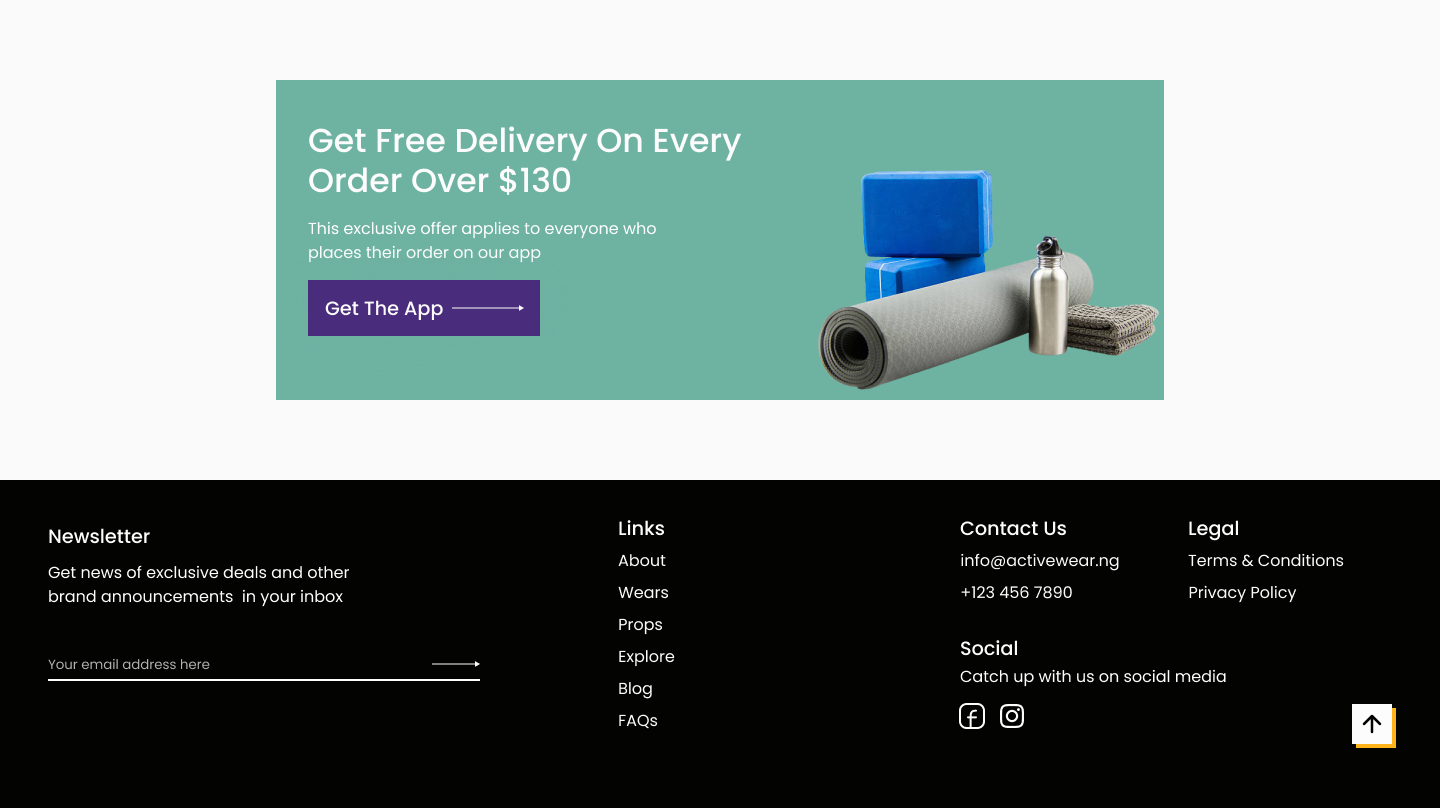 Get Free Delivery On Every
Order Over $130
This exclusive offer applies to everyone who
places their order on our app
Get The App
Newsletter
Get news of exclusive deals and other
brand announcements  in your inbox
Your email address here
Links
About
Wears
Props
Explore
Blog
FAQs
Contact Us
info@activewear.ng
+123 456 7890
Legal
Terms & Conditions
Privacy Policy
Social
Catch up with us on social media